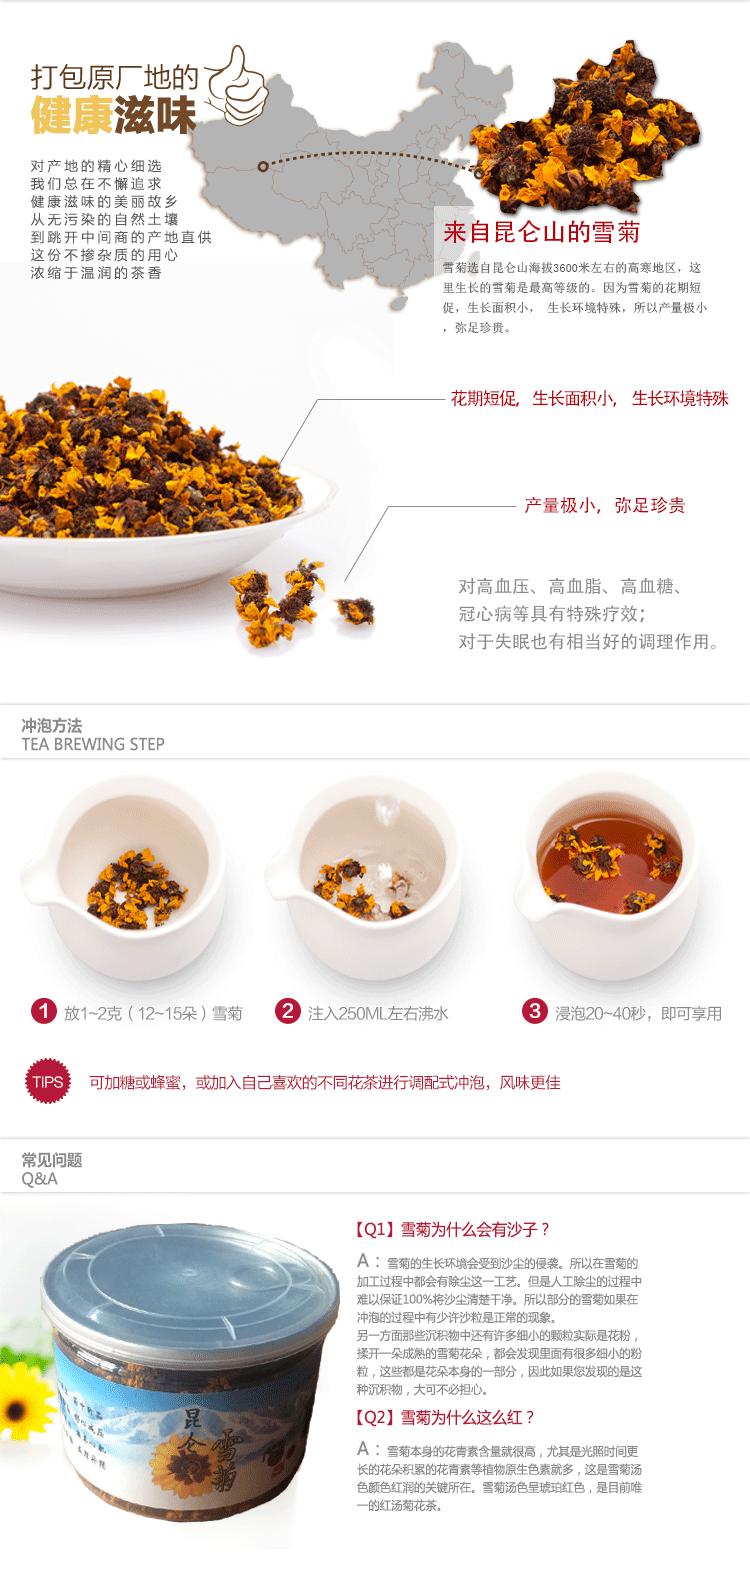 打包原厂地的
健康滋味
对产地的精心细选
我们总在不懈追求
健康滋味的美丽故乡
从无污染的自然土壤
到跳开中间商的产地直供
这份不掺杂质的用心
浓缩于温润的茶香
来自昆仑山的雪菊
雪菊选自昆仑山海拔3600米左右的高寒地区，这
里生长的雪菊是最高等级的。因为雪菊的花期短
促，生长面积小， 生长环境特殊，所以产量极小
，弥足珍贵。
花期短促，生长面积小，生长环境特殊
产量极小，弥足珍贵
对高血压、高血脂、高血糖、
冠心病等具有特殊疗效；
对于失眠也有相当好的调理作用。
冲泡方法
TEA BREWING STEP
1 放1~2克（12~15朵）雪菊
2 注入250ML左右沸水
3 浸泡20~40秒，即可享用
TIPS 可加糖或蜂蜜，或加入自己喜欢的不同花茶进行调配式冲泡，风味更佳
常见问题
Q&A
【Q1】雪菊为什么会有沙子？
A：雪菊的生长环境会受到沙尘的侵袭。所以在雪菊的
加工过程中都会有除尘这一工艺。但是人工除尘的过程中
难以保证100%将沙尘清楚干净。所以部分的雪菊如果在
冲泡的过程中有少许沙粒是正常的现象。
另一方面那些沉积物中还有许多细小的颗粒实际是花粉，
揉开一朵成熟的雪菊花朵，都会发现里面有很多细小的粉
粒，这些都是花朵本身的一部分，因此如果您发现的是这
种沉积物，大可不必担心。
【Q2】雪菊为什么这么红？
A：雪菊本身的花青素含量就很高，尤其是光照时间更
长的花朵积累的花青素等植物原生色素就多，这是雪菊汤
色颜色红润的关键所在。雪菊汤色呈琥珀红色，是目前唯
一的红汤菊花茶。
昆仑
雪菊